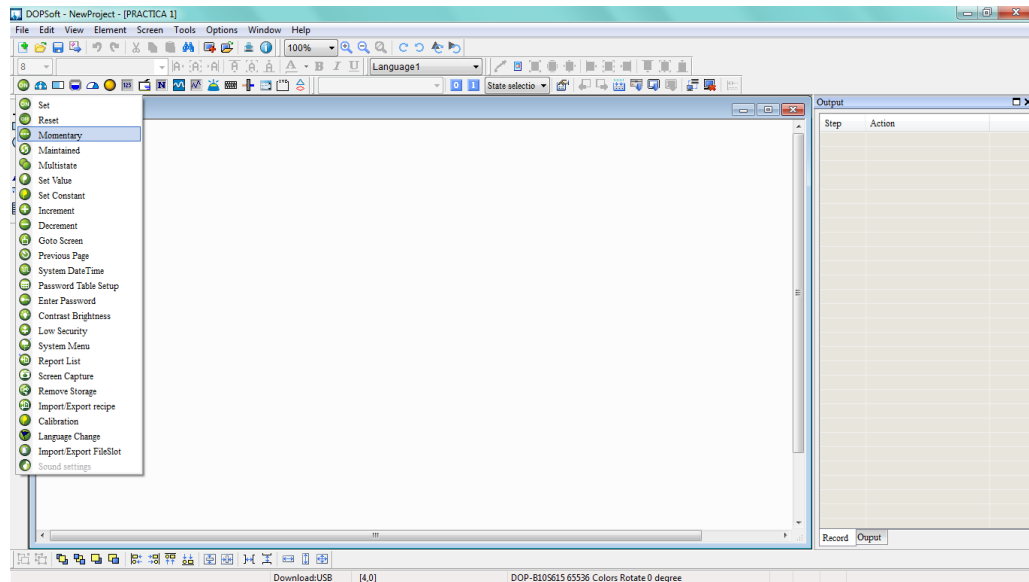 DOPSoft - NewProject - [PRACTICA 1]
File Edit View Element Screen Tools Options Window Help
100%
8 A B I U Language1
0 1 State selectio
Set
Reset
Momentary
Maintained
Multistate
Set Value
Set Constant
Increment
Decrement
Goto Screen
Previous Page
System DateTime
Password Table Setup
Enter Password
Contrast Brightness
Low Security
System Menu
Report List
Screen Capture
Remove Storage
Import/Export recipe
Calibration
Language Change
Import/Export FileSlot
Sound settings
Output
Step Action
Record Ouput
Download:USB [4,0] DOP-B10S615 65536 Colors Rotate 0 degree